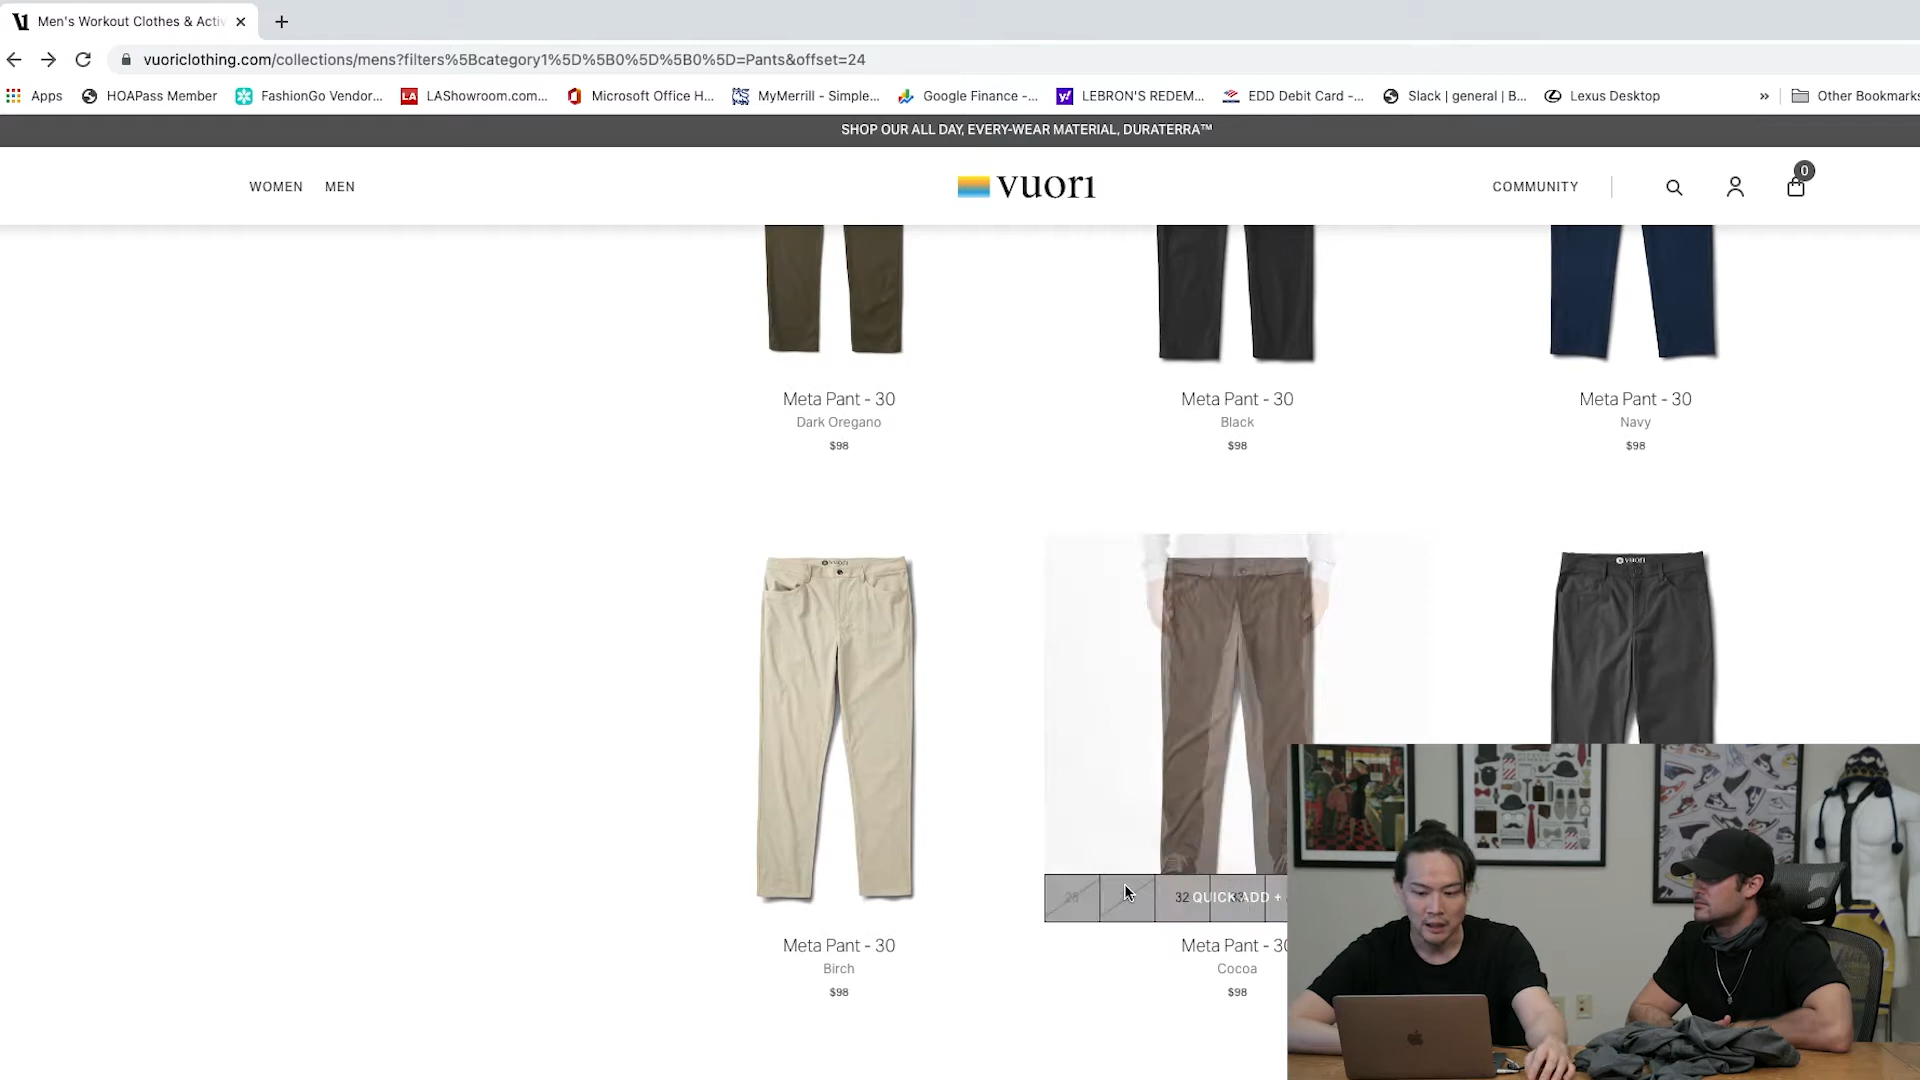 Men's Workout Clothes & Activ
vuoriclothing.com/collections/mens?filters%5Bcategory1%5D%5B0%5D%5B0%5D=Pants&offset=24
Apps
HOAPass Member
FashionGo Vendor...
LAShowroom.com...
Microsoft Office H...
MyMerrill - Simple...
Google Finance -...
LEBRON'S REDEM...
EDD Debit Card -...
Slack | general | B...
Lexus Desktop
»
Other Bookmarks
SHOP OUR ALL DAY, EVERY-WEAR MATERIAL, DURATERRA™
WOMEN
MEN
vuori
COMMUNITY
0
Meta Pant - 30
Dark Oregano
$98
Meta Pant - 30
Black
$98
Meta Pant - 30
Navy
$98
vuori
vuori
32
QUICK ADD +
Meta Pant - 30
Birch
$98
Meta Pant - 30
Cocoa
$98